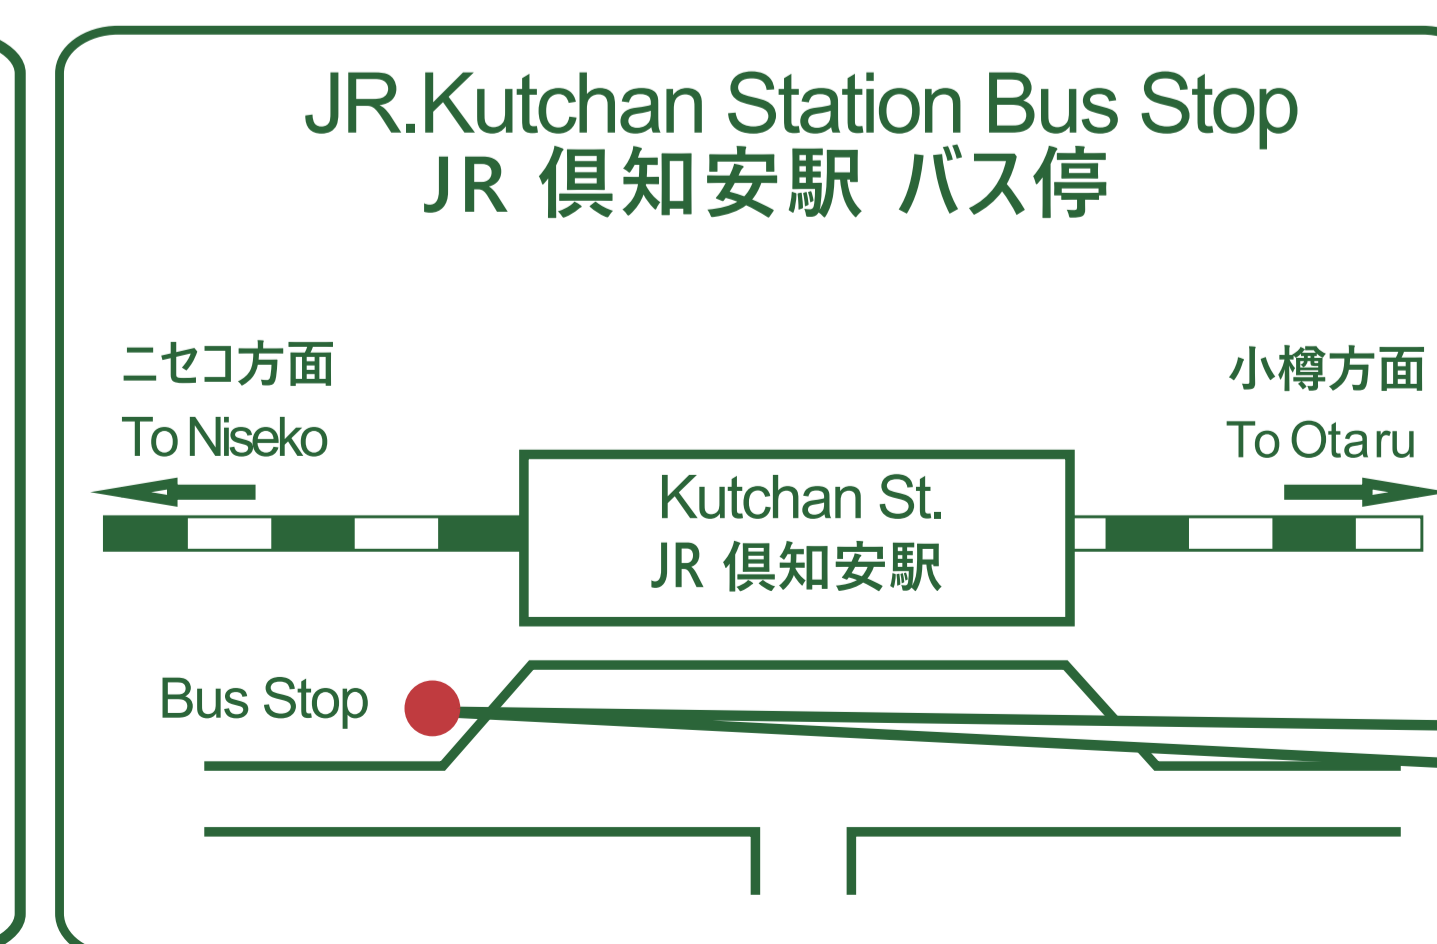 JR.Kutchan Station Bus Stop
JR 倶知安駅 バス停
ニセコ方面
To Niseko
小樽方面
To Otaru
Kutchan St.
JR 倶知安駅
Bus Stop